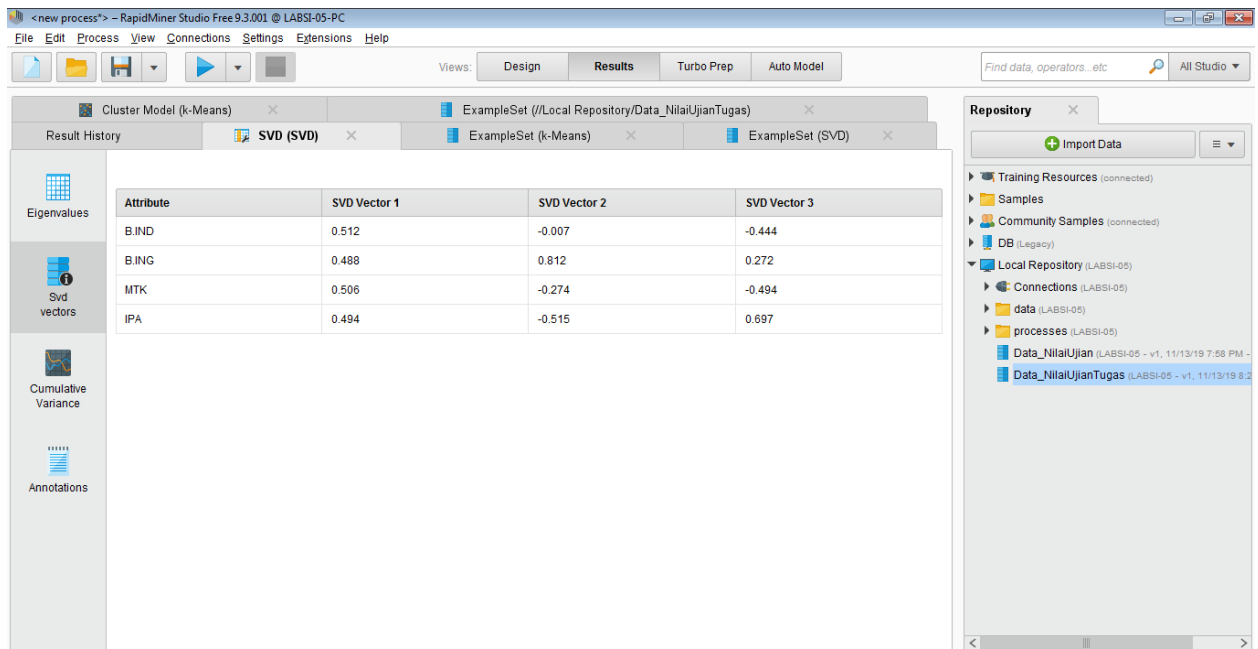 <new process*> – RapidMiner Studio Free 9.3.001 @ LABSI-05-PC
File Edit Process View Connections Settings Extensions Help
Views: Design Results Turbo Prep Auto Model
Find data, operators...etc All Studio
Cluster Model (k-Means) ExampleSet (//Local Repository/Data_NilaiUjianTugas)
Result History SVD (SVD) ExampleSet (k-Means) ExampleSet (SVD)
Eigenvalues
Svd
vectors
Cumulative
Variance
Annotations
Attribute SVD Vector 1 SVD Vector 2 SVD Vector 3
B.IND 0.512 -0.007 -0.444
B.ING 0.488 0.812 0.272
MTK 0.506 -0.274 -0.494
IPA 0.494 -0.515 0.697
Repository
Import Data
Training Resources (connected)
Samples
Community Samples (connected)
DB (Legacy)
Local Repository (LABSI-05)
Connections (LABSI-05)
data (LABSI-05)
processes (LABSI-05)
Data_NilaiUjian (LABSI-05 - v1, 11/13/19 7:58 PM -
Data_NilaiUjianTugas (LABSI-05 - v1, 11/13/19 8:2